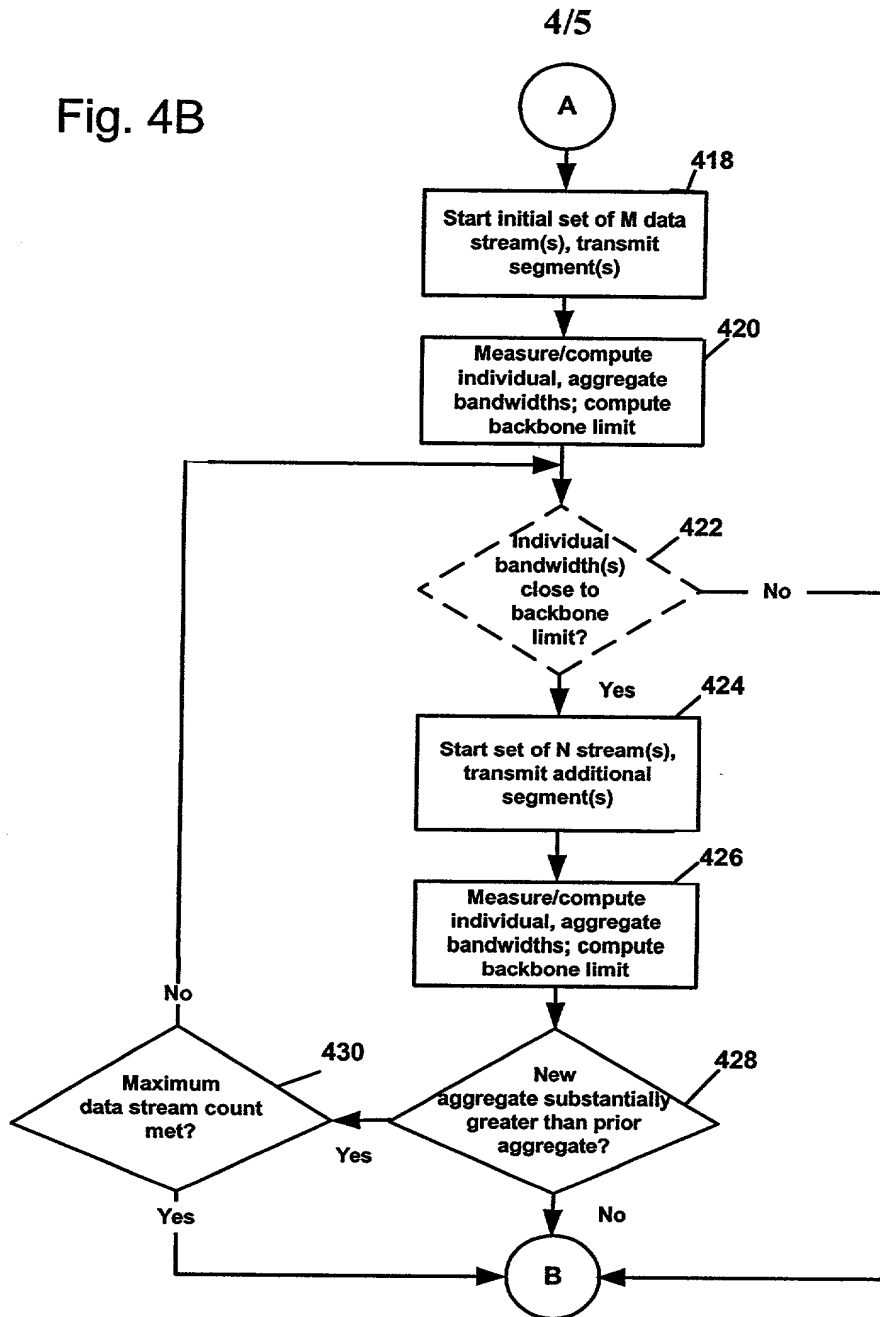 4/5
Fig. 4B
A
418
Start initial set of M data
stream(s), transmit
segment(s)
420
Measure/compute
individual, aggregate
bandwidths; compute
backbone limit
422
Individual
bandwidth(s)
close to
backbone
limit?
No
Yes
424
Start set of N stream(s),
transmit additional
segment(s)
426
Measure/compute
individual, aggregate
bandwidths; compute
backbone limit
No
430
Maximum
data stream count
met?
428
New
aggregate substantially
greater than prior
aggregate?
Yes
Yes
No
B